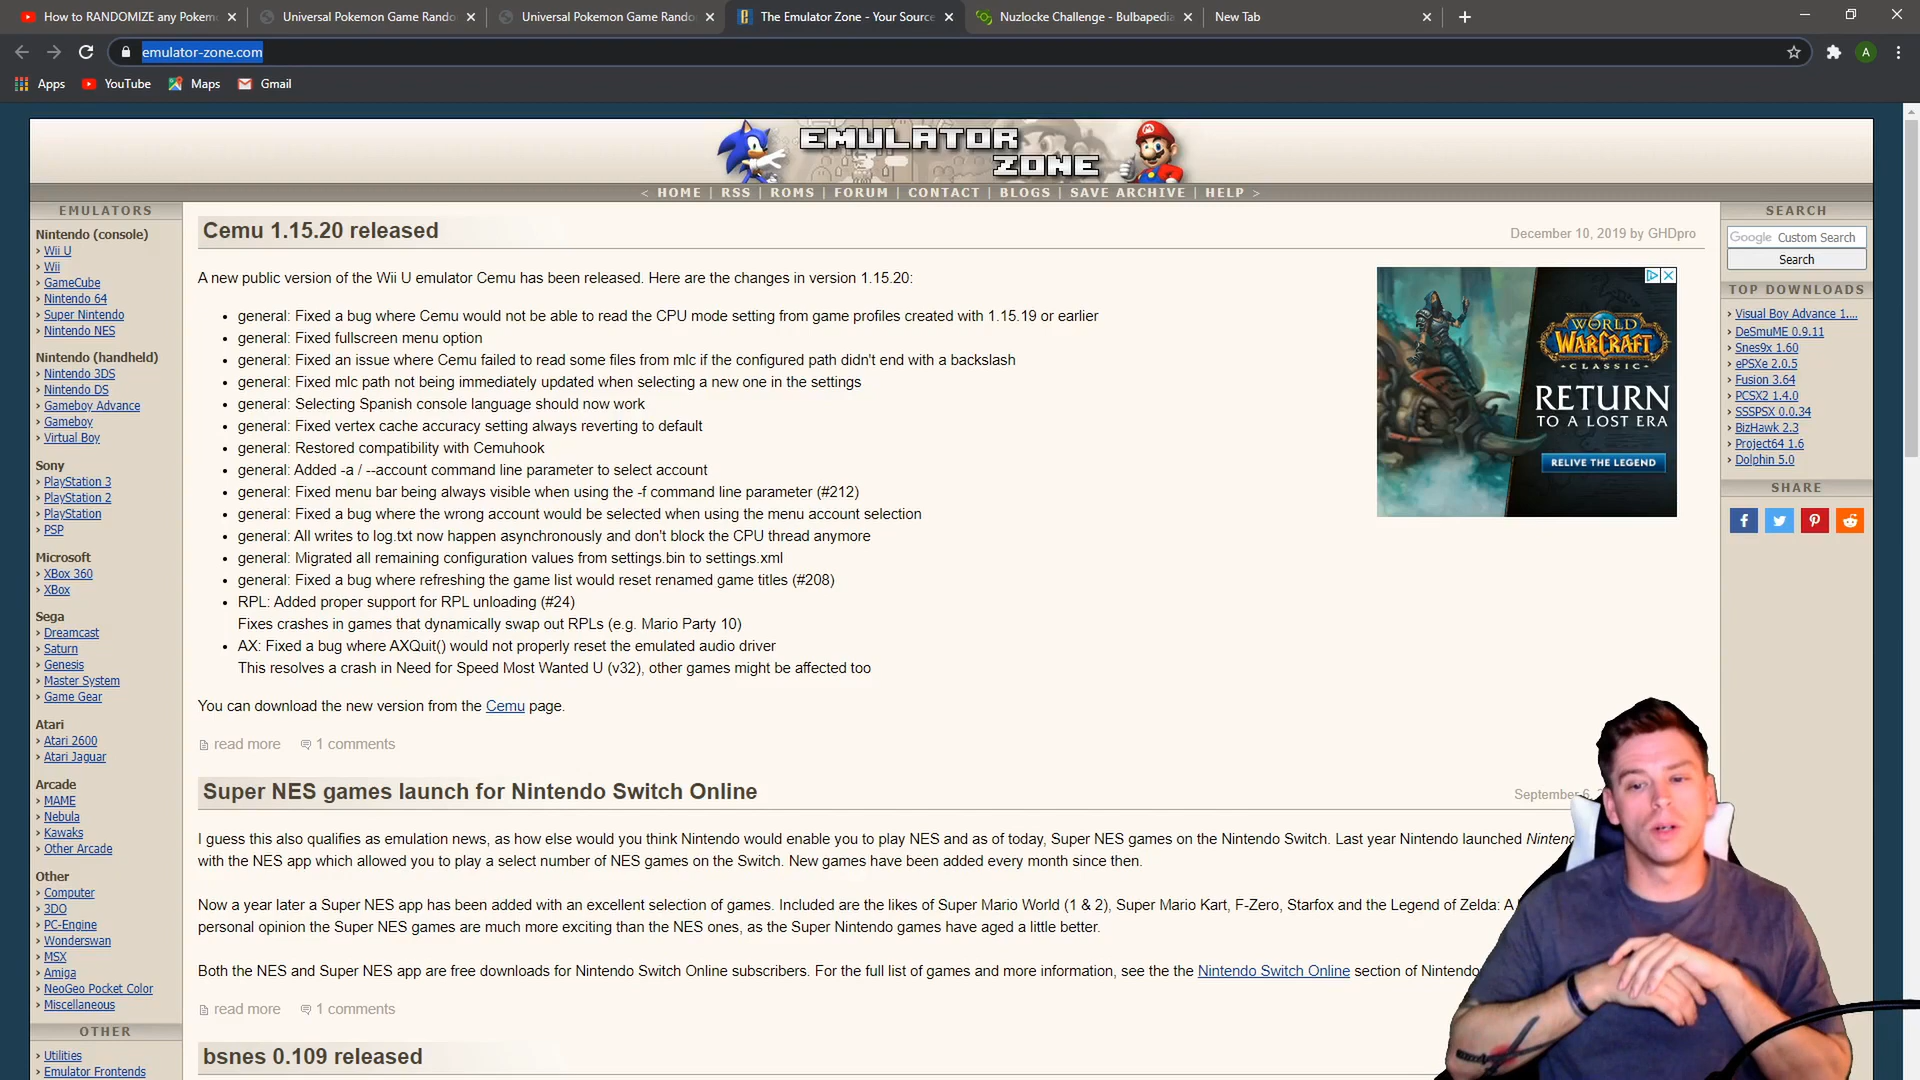 How to RANDOMIZE any Pokem
Universal Pokemon Game Rando
Universal Pokemon Game Rando
The Emulator Zone - Your Source
Nuzlocke Challenge - Bulbapedia
New Tab
emulator-zone.com
A
Apps
YouTube
Maps
Gmail
EMULATOR
ZONE
< HOME | RSS | ROMS | FORUM | CONTACT | BLOGS | SAVE ARCHIVE | HELP >
EMULATORS
Nintendo (console)
Wii U
Wii
GameCube
Nintendo 64
Super Nintendo
Nintendo NES
Nintendo (handheld)
Nintendo 3DS
Nintendo DS
Gameboy Advance
Gameboy
Virtual Boy
Sony
PlayStation 3
PlayStation 2
PlayStation
PSP
Microsoft
XBox 360
XBox
Sega
Dreamcast
Saturn
Genesis
Master System
Game Gear
Atari
Atari 2600
Atari Jaguar
Arcade
MAME
Nebula
Kawaks
Other Arcade
Other
Computer
3DO
PC-Engine
Wonderswan
MSX
Amiga
NeoGeo Pocket Color
Miscellaneous
OTHER
Utilities
Emulator Frontends
Cemu 1.15.20 released
December 10, 2019 by GHDpro
A new public version of the Wii U emulator Cemu has been released. Here are the changes in version 1.15.20:
• general: Fixed a bug where Cemu would not be able to read the CPU mode setting from game profiles created with 1.15.19 or earlier
• general: Fixed fullscreen menu option
• general: Fixed an issue where Cemu failed to read some files from mlc if the configured path didn't end with a backslash
• general: Fixed mlc path not being immediately updated when selecting a new one in the settings
• general: Selecting Spanish console language should now work
• general: Fixed vertex cache accuracy setting always reverting to default
• general: Restored compatibility with Cemuhook
• general: Added -a / --account command line parameter to select account
• general: Fixed menu bar being always visible when using the -f command line parameter (#212)
• general: Fixed a bug where the wrong account would be selected when using the menu account selection
• general: All writes to log.txt now happen asynchronously and don't block the CPU thread anymore
• general: Migrated all remaining configuration values from settings.bin to settings.xml
• general: Fixed a bug where refreshing the game list would reset renamed game titles (#208)
• RPL: Added proper support for RPL unloading (#24)
Fixes crashes in games that dynamically swap out RPLs (e.g. Mario Party 10)
• AX: Fixed a bug where AXQuit() would not properly reset the emulated audio driver
This resolves a crash in Need for Speed Most Wanted U (v32), other games might be affected too
You can download the new version from the Cemu page.
read more 1 comments
WORLD
WARCRAFT
CLASSIC
RETURN
TO A LOST ERA
RELIVE THE LEGEND
Super NES games launch for Nintendo Switch Online
September 6, 2
I guess this also qualifies as emulation news, as how else would you think Nintendo would enable you to play NES and as of today, Super NES games on the Nintendo Switch. Last year Nintendo launched Ninten
with the NES app which allowed you to play a select number of NES games on the Switch. New games have been added every month since then.
Now a year later a Super NES app has been added with an excellent selection of games. Included are the likes of Super Mario World (1 & 2), Super Mario Kart, F-Zero, Starfox and the Legend of Zelda: A
personal opinion the Super NES games are much more exciting than the NES ones, as the Super Nintendo games have aged a little better.
Both the NES and Super NES app are free downloads for Nintendo Switch Online subscribers. For the full list of games and more information, see the the Nintendo Switch Online section of Nintendo
read more 1 comments
bsnes 0.109 released
SEARCH
Google Custom Search
Search
TOP DOWNLOADS
Visual Boy Advance 1....
DeSmuME 0.9.11
Snes9x 1.60
ePSXe 2.0.5
Fusion 3.64
PCSX2 1.4.0
SSSPSX 0.0.34
BizHawk 2.3
Project64 1.6
Dolphin 5.0
SHARE